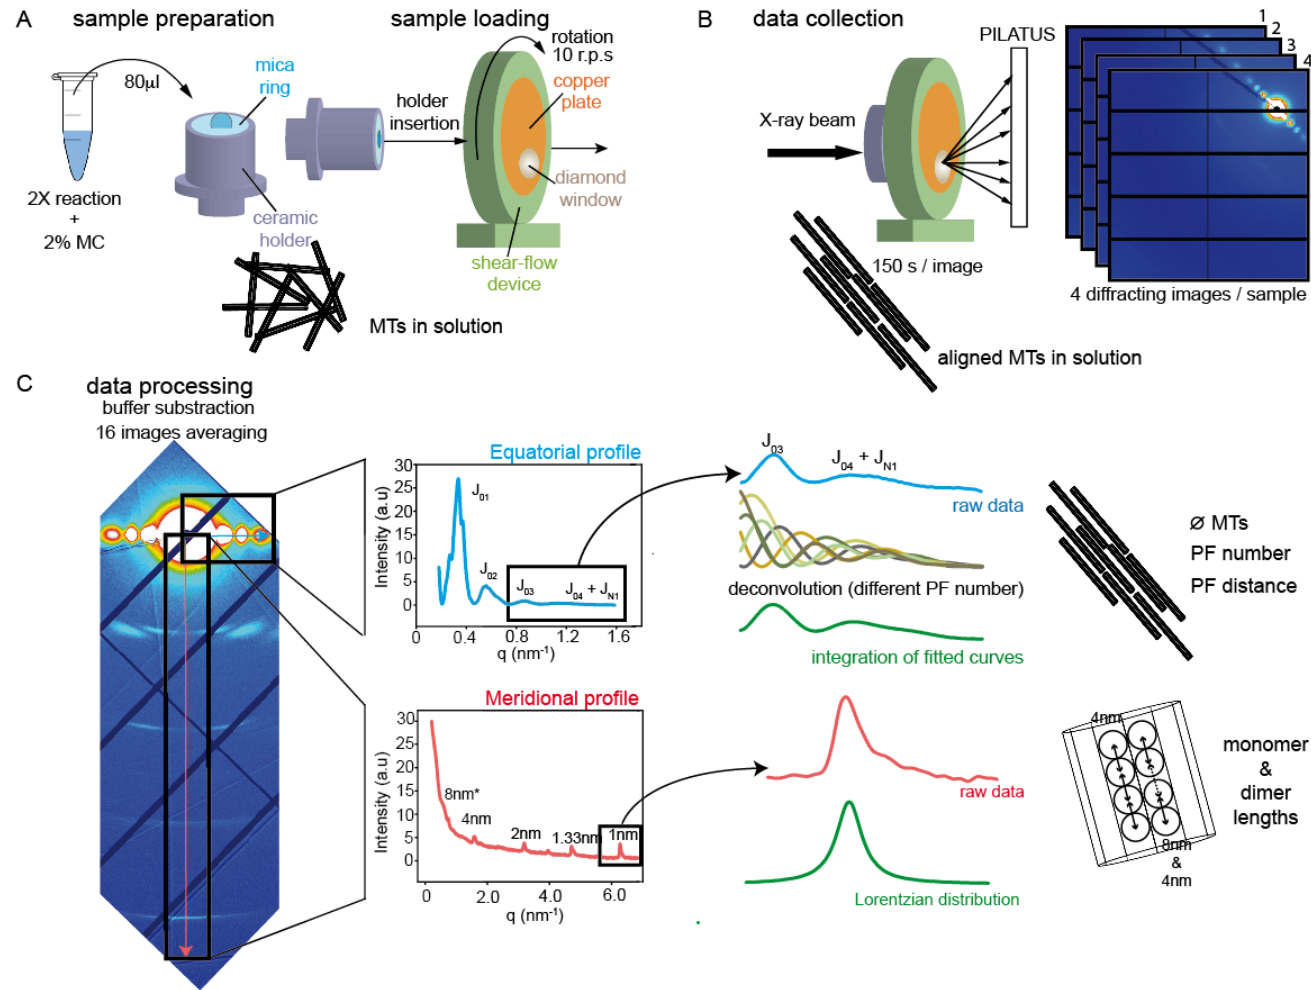 A
sample preparation
sample loading
80µl
mica
ring
2X reaction
+
2% MC
ceramic
holder
holder
insertion
rotation
10 r.p.s
copper
plate
diamond
window
shear-flow
device
MTs in solution
B
data collection
X-ray beam
PILATUS
150 s / image
1
2
3
4
4 diffracting images / sample
aligned MTs in solution
C
data processing
buffer substraction
16 images averaging
Equatorial profile
Intensity (a.u)
30
25
20
15
10
5
0
J01
J02
J03
J04 + JN1
0 0.4 0.8 1.2 1.6
q (nm-1)
J03
J04 + JN1
raw data
deconvolution (different PF number)
integration of fitted curves
⌀ MTs
PF number
PF distance
Meridional profile
Intensity (a.u)
30
25
20
15
10
5
0
8nm*
4nm
2nm
1.33nm
1nm
0 2.0 4.0 6.0
q (nm-1)
raw data
Lorentzian distribution
4nm
8nm
&
4nm
monomer
&
dimer
lengths